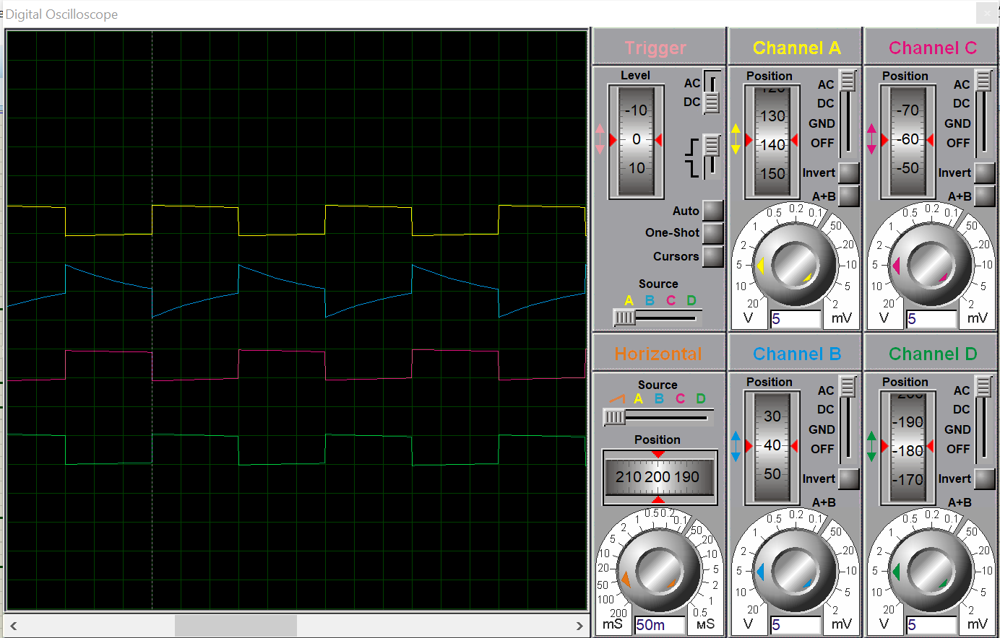 Digital Oscilloscope
Trigger
Level
AC
DC
-10
0
10
Auto
One-Shot
Cursors
Source
A B C D
Channel A
Position
AC
DC
GND
OFF
120
130
140
150
Invert
A+B
20 10 5 2 1 0.5 0.2 0.1 50 20 10 5 2
V
mV
5
Channel C
Position
AC
DC
GND
OFF
-70
-60
-50
Invert
A+B
20 10 5 2 1 0.5 0.2 0.1 50 20 10 5 2
V
mV
5
Horizontal
Source
A B C D
Position
210 200 190
200 100 50 20 10 5 2 1 0.5 0.2 0.1 50 20 10 5 2 1 0.5
mS
мS
50m
Channel B
Position
AC
DC
GND
OFF
30
40
50
Invert
A+B
20 10 5 2 1 0.5 0.2 0.1 50 20 10 5 2
V
mV
5
Channel D
Position
AC
DC
GND
OFF
200
-190
-180
-170
Invert
A+B
20 10 5 2 1 0.5 0.2 0.1 50 20 10 5 2
V
mV
5